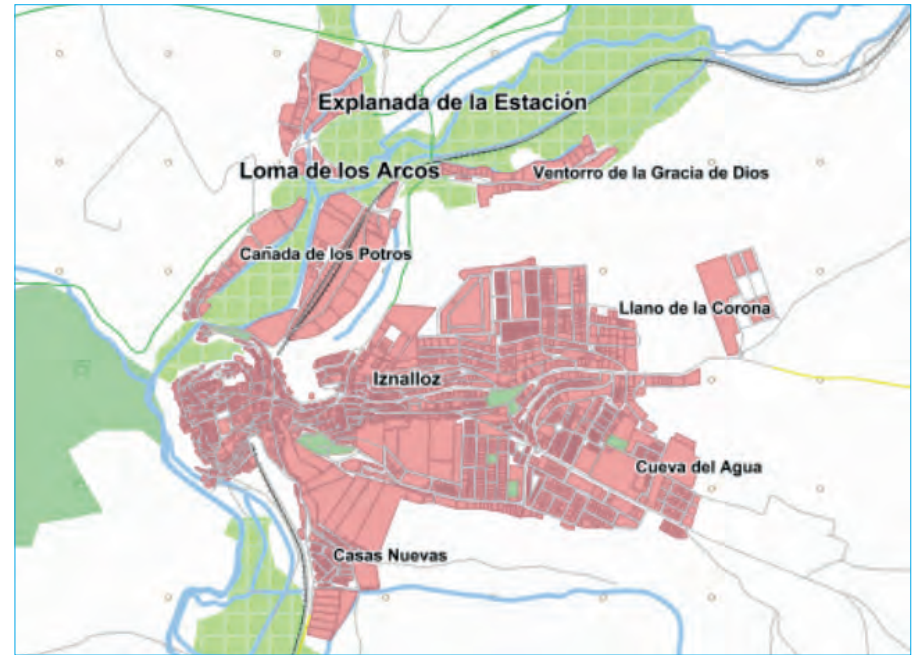 Explanada de la Estación
Loma de los Arcos
Ventorro de la Gracia de Dios
Cañada de los Potros
Llano de la Corona
Iznalloz
Cueva del Agua
Casas Nuevas